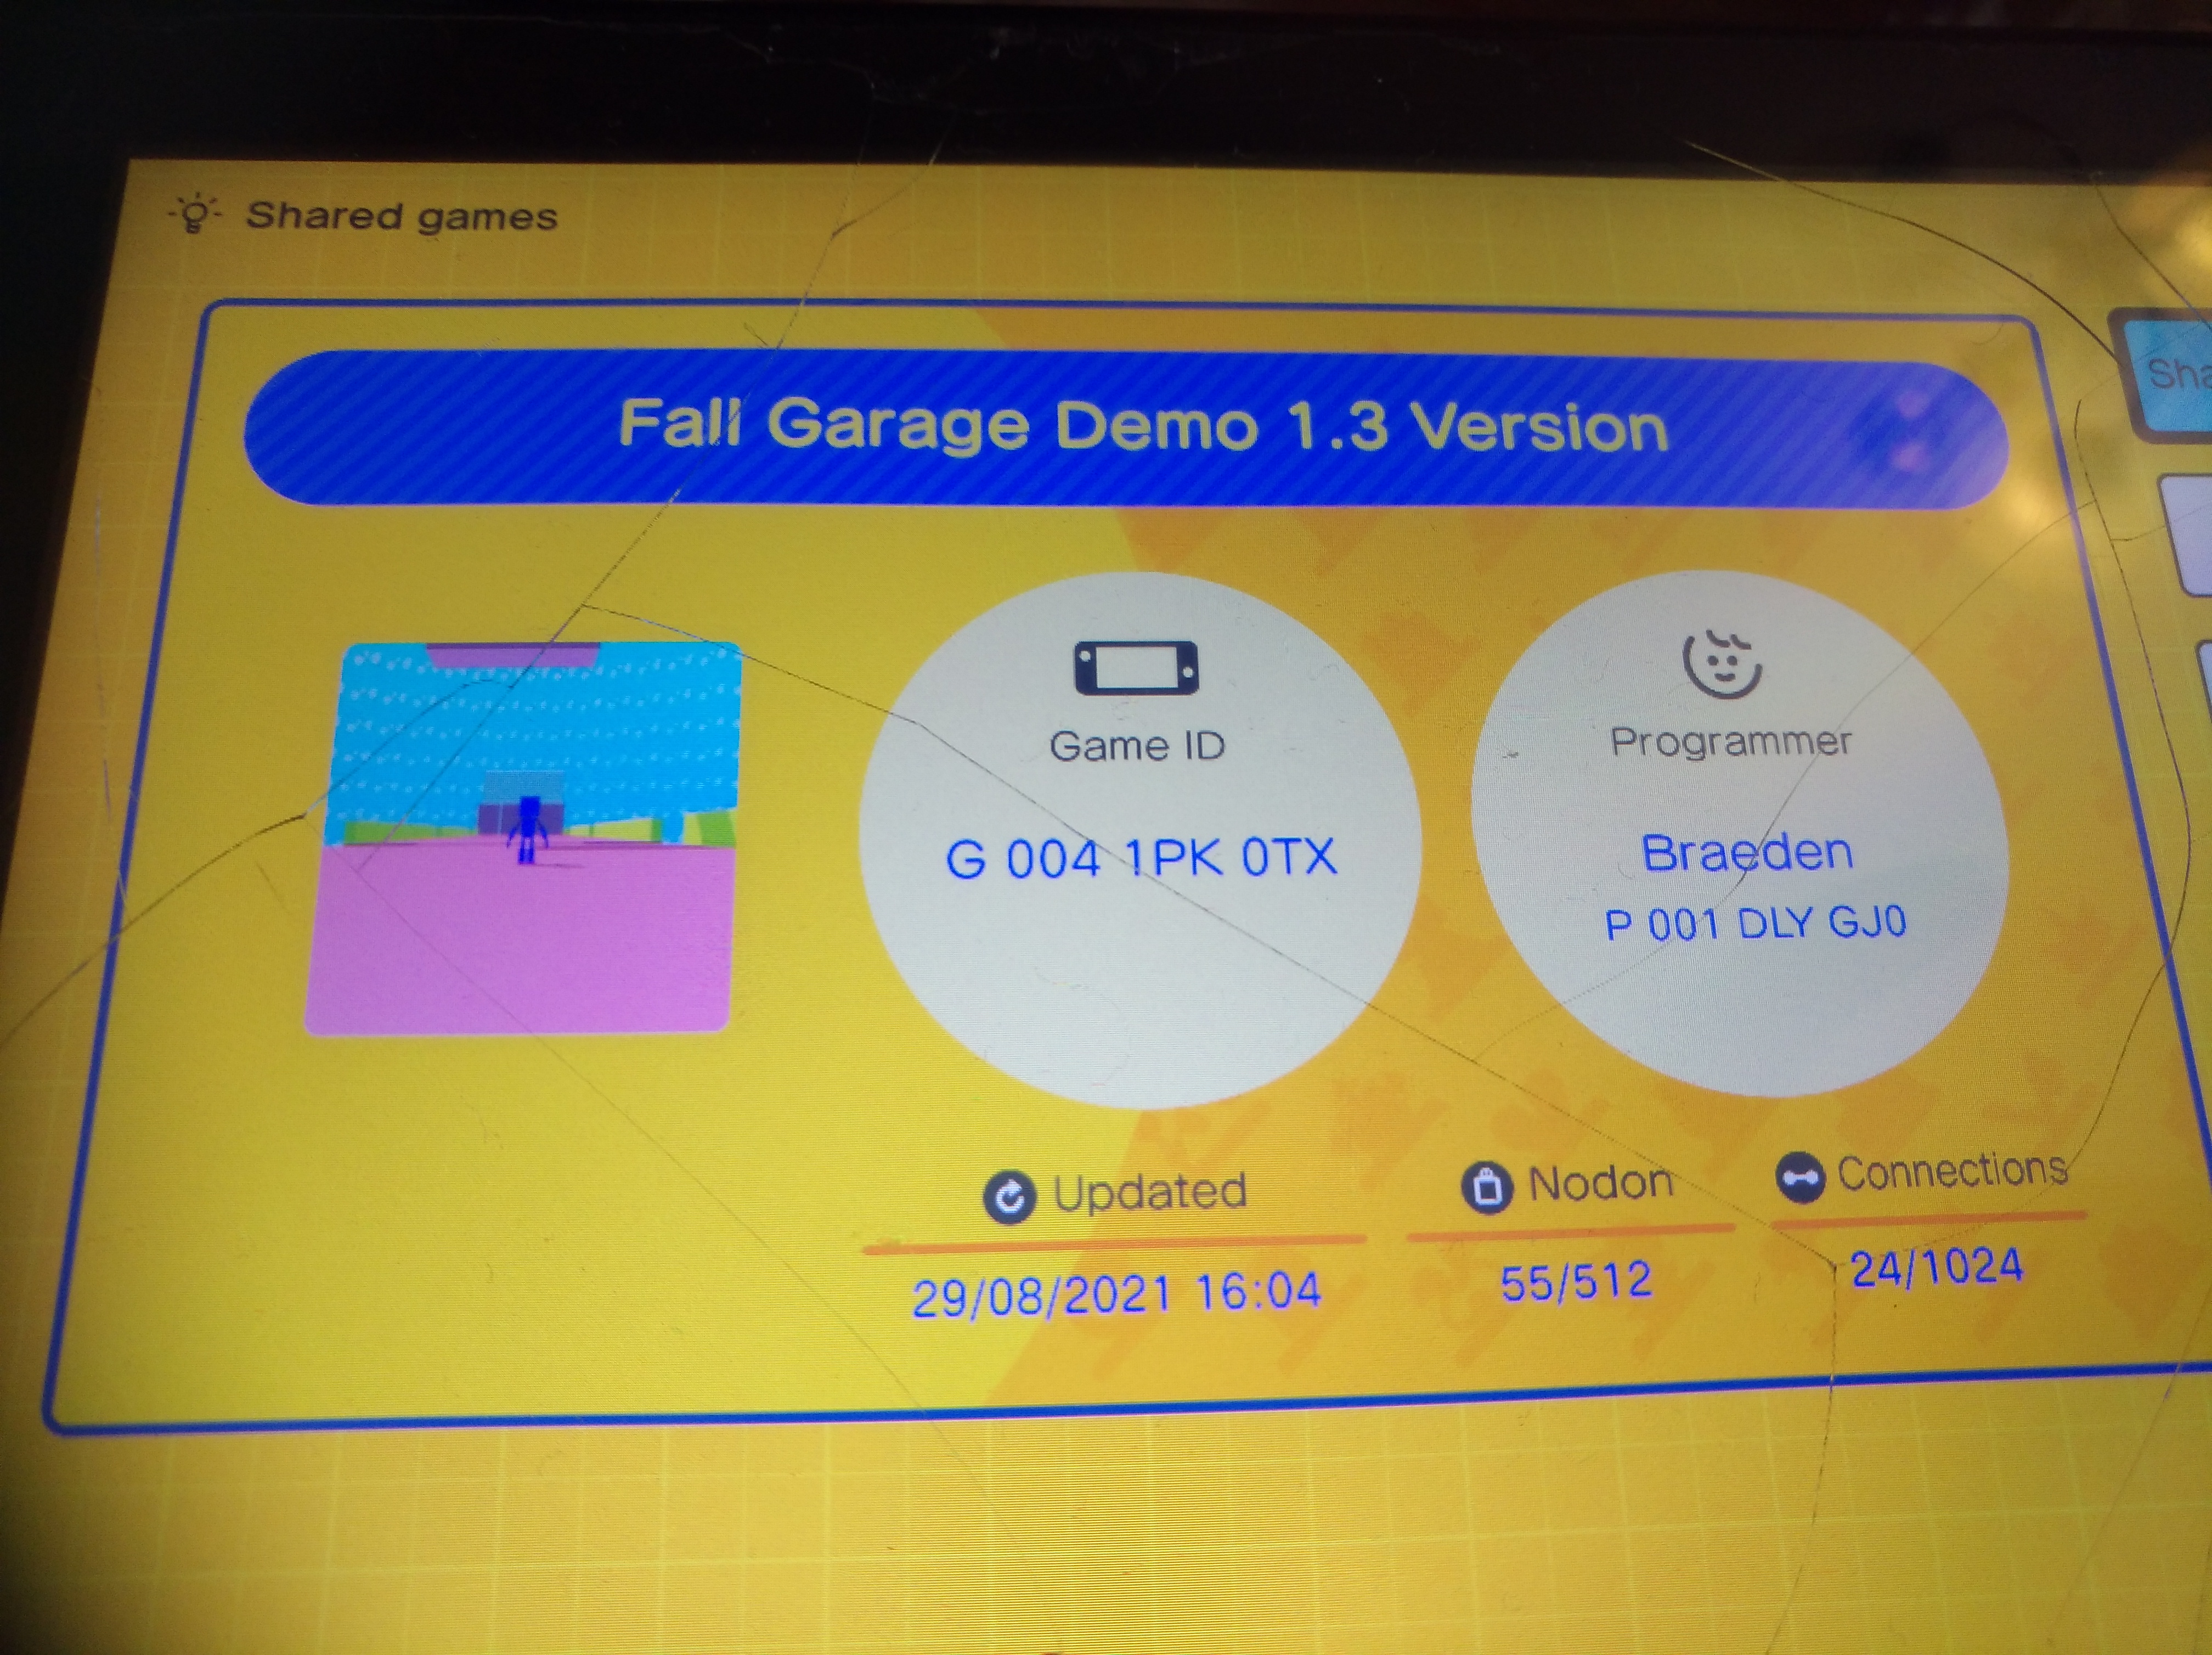 Shared games
Fall Garage Demo 1.3 Version
Game ID
G 004 1PK 0TX
Programmer
Braeden
P 001 DLY GJ0
Updated
29/08/2021 16:04
Nodon
55/512
Connections
24/1024